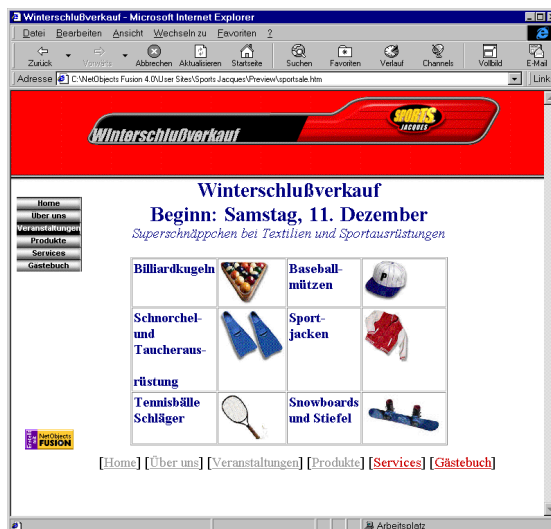 Winterschlußverkauf - Microsoft Internet Explorer
Datei Bearbeiten Ansicht Wechseln zu Favoriten ?
Zurück Vorwärts Abbrechen Aktualisieren Startseite Suchen Favoriten Verlauf Channels Vollbild E-Mail
Adresse C:\NetObjects Fusion 4.0\User Sites\Sports Jacques\Preview\sportsale.htm Link
Winterschlußverkauf
SPORTS
JACQUES
Home
Über uns
Veranstaltungen
Produkte
Services
Gästebuch
Winterschlußverkauf
Beginn: Samstag, 11. Dezember
Superschnäppchen bei Textilien und Sportausrüstungen
Billiardkugeln
Baseball-
mützen
Schnorchel-
und
Taucheraus-
rüstung
Sport-
jacken
Tennisbälle
Schläger
Snowboards
und Stiefel
NetObjects
FUSION
[Home] [Über uns] [Veranstaltungen] [Produkte] [Services] [Gästebuch]
Arbeitsplatz